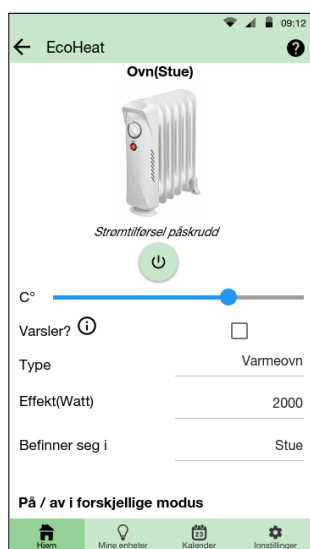 09:12
EcoHeat
Ovn(Stue)
Strømtilførsel påskrudd
C°
Varsler?
Type Varmeovn
Effekt(Watt) 2000
Befinner seg i Stue
På / av i forskjellige modus
23
Hjem Mine enheter Kalender Innstillinger